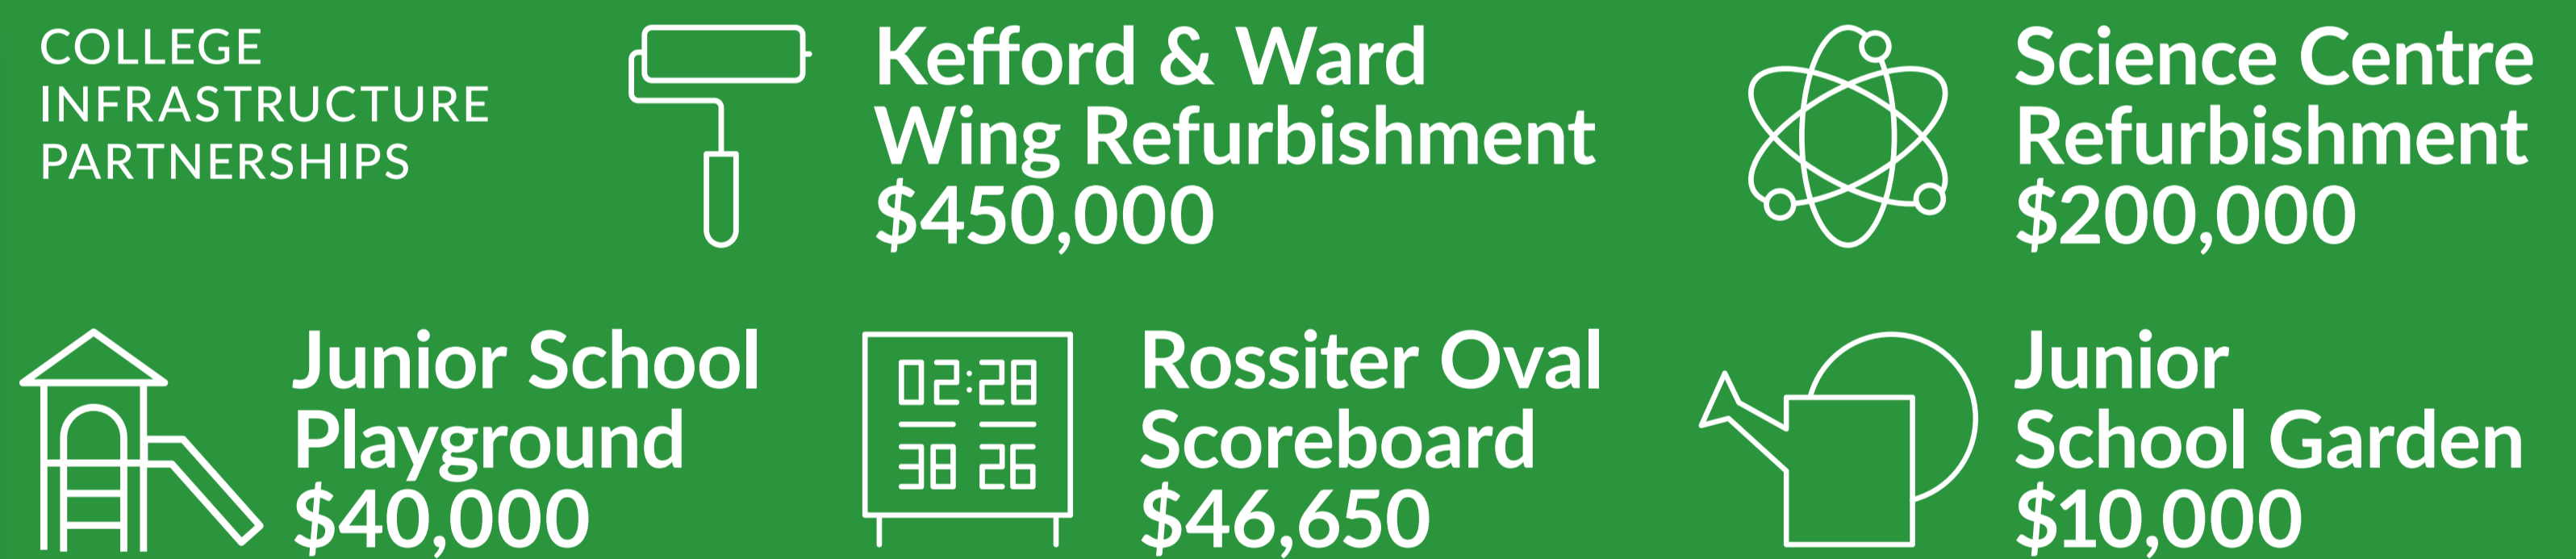 COLLEGE
INFRASTRUCTURE
PARTNERSHIPS
Kefford & Ward
Wing Refurbishment
$450,000
Science Centre
Refurbishment
$200,000
Junior School
Playground
$40,000
02:28
38 26
Rossiter Oval
Scoreboard
$46,650
Junior
School Garden
$10,000